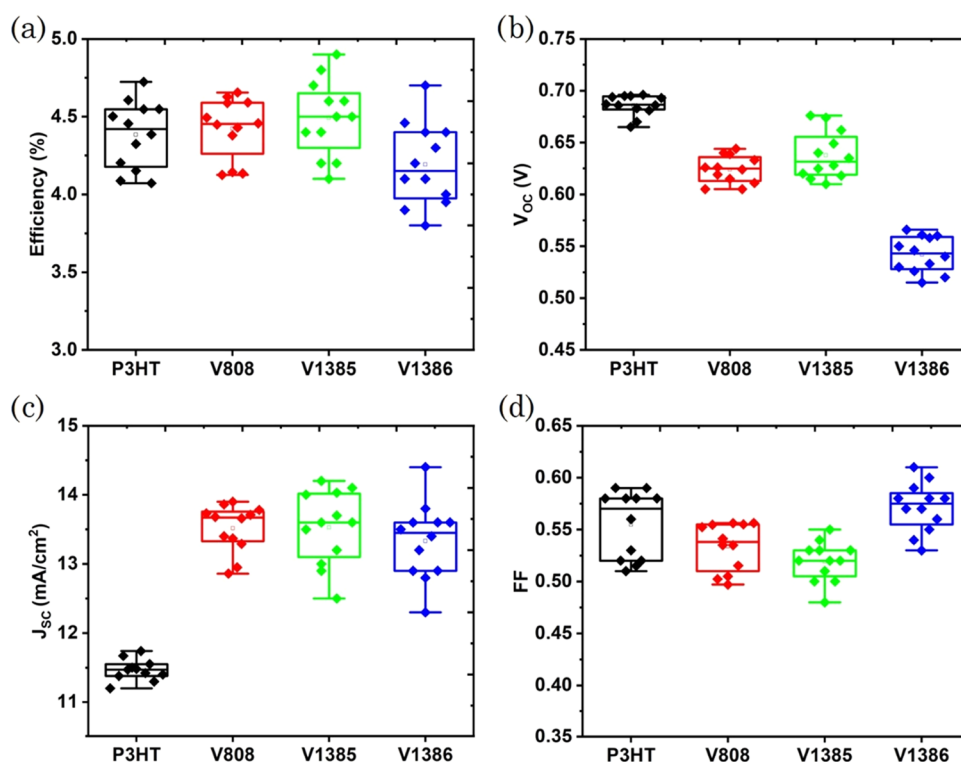 (a)
5.0
4.5
4.0
3.5
3.0
Efficiency (%)
P3HT V808 V1385 V1386
(b)
0.75
0.70
0.65
0.60
0.55
0.50
0.45
VOC (V)
P3HT V808 V1385 V1386
(c)
15
14
13
12
11
JSC (mA/cm2)
P3HT V808 V1385 V1386
(d)
0.65
0.60
0.55
0.50
0.45
0.40
0.35
FF
P3HT V808 V1385 V1386